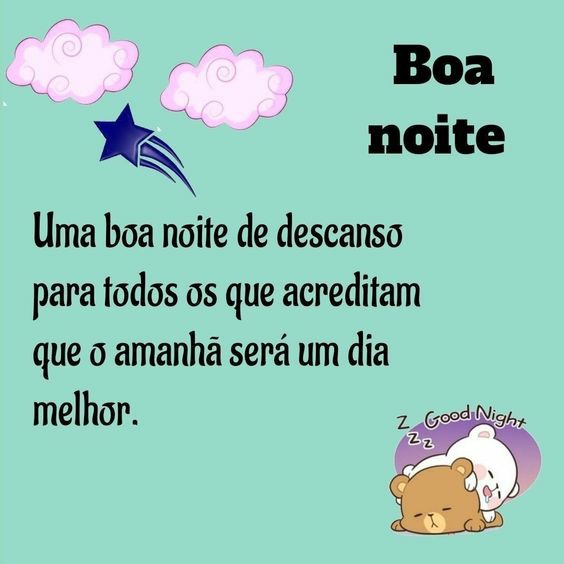 Boa
noite
Uma boa noite de descanso
para todos os que acreditam
que o amanhã será um dia
melhor.
Z Good Night
Z
Z